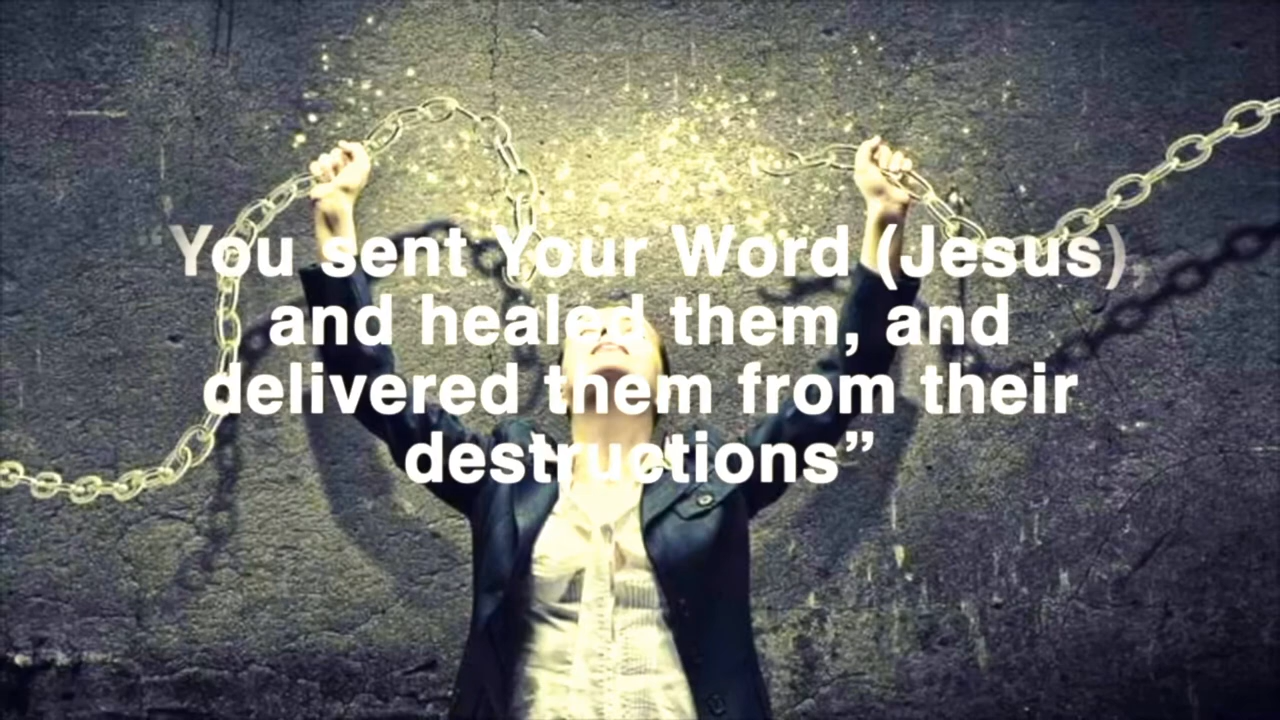 “You sent Your Word (Jesus),
and healed them, and
delivered them from their
destructions”